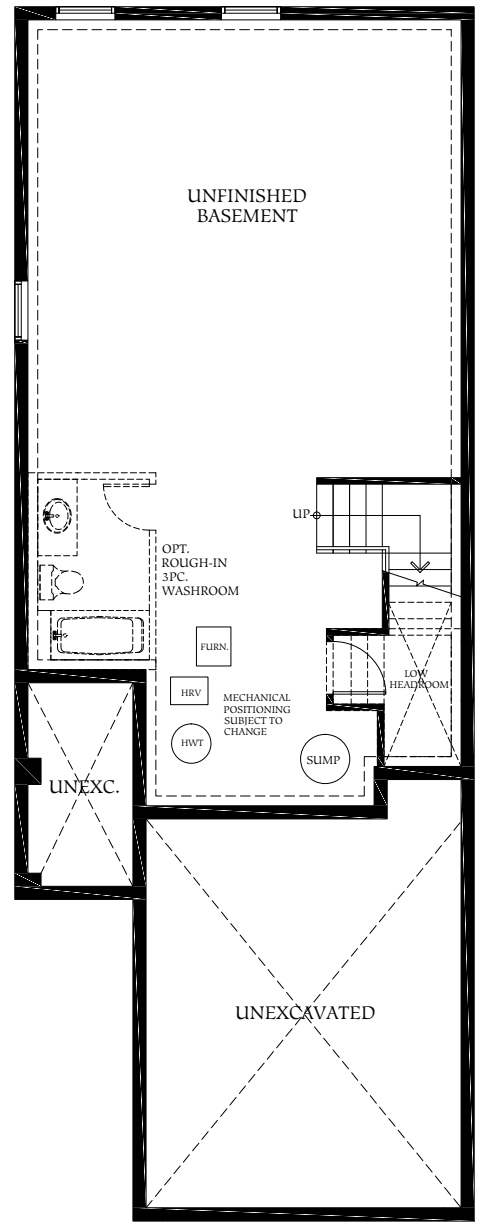 UNFINISHED
BASEMENT
UP
OPT.
ROUGH-IN
3PC.
WASHROOM
FURN.
LOW
HEADROOM
HRV
MECHANICAL
POSITIONING
SUBJECT TO
CHANGE
HWT
SUMP
UNEXC.
UNEXCAVATED